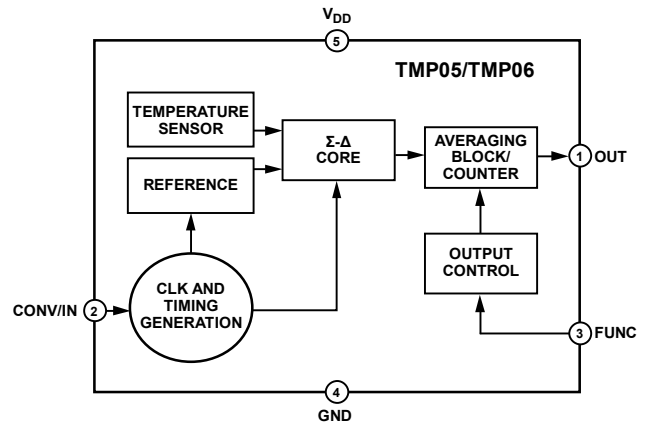 VDD
5
TMP05/TMP06
TEMPERATURE
SENSOR
Σ-Δ
CORE
AVERAGING
BLOCK/
COUNTER
1 OUT
REFERENCE
OUTPUT
CONTROL
CLK AND
TIMING
GENERATION
CONV/IN 2
3 FUNC
4
GND